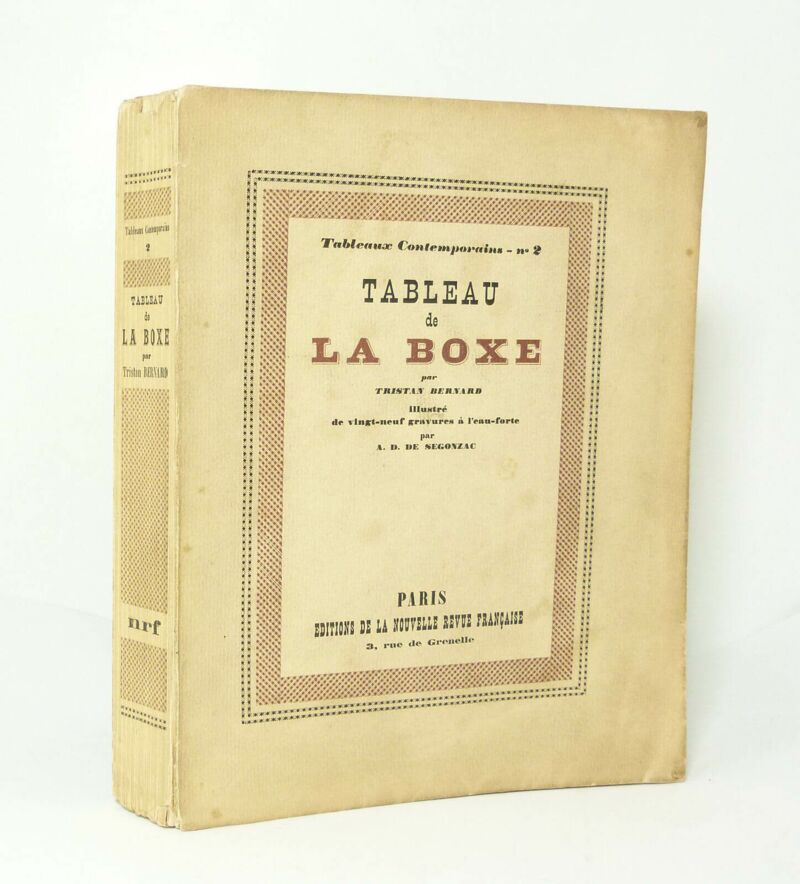 Tableaux Contemporains
2
TABLEAU
de
LA BOXE
par
Tristan BERNARD
nrf
Tableaux Contemporains - nº 2
TABLEAU
de
LA BOXE
par
TRISTAN BERNARD
illustré
de vingt-neuf gravures à l'eau-forte
par
A. D. DE SEGONZAC
PARIS
EDITIONS DE LA NOUVELLE REVUE FRANÇAISE
3, rue de Grenelle